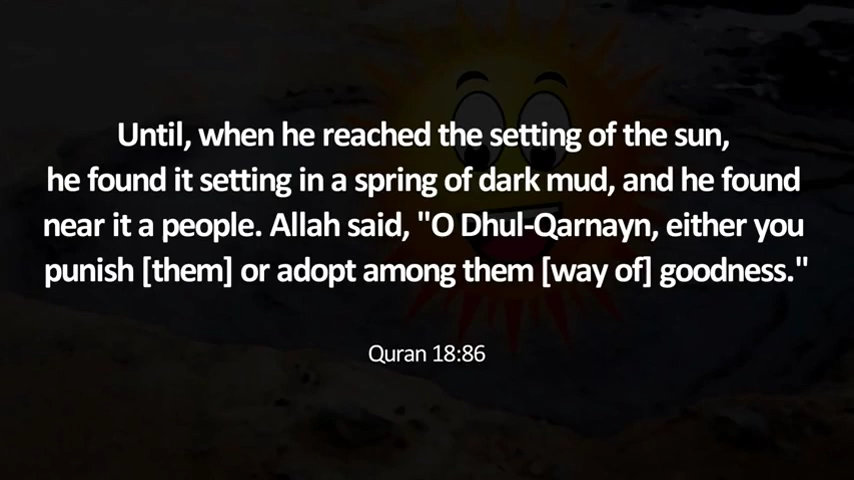 Until, when he reached the setting of the sun,
he found it setting in a spring of dark mud, and he found
near it a people. Allah said, "O Dhul-Qarnayn, either you
punish [them] or adopt among them [way of] goodness."
Quran 18:86